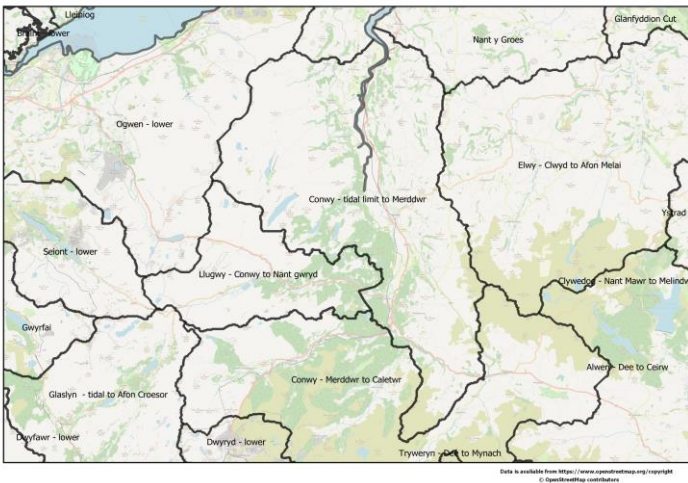 Lleiniog
Glanfyddion Cut
Nant y Groes
Ogwen - lower
Elwy - Clwyd to Afon Melai
Conwy - tidal limit to Merddwr
Seiont - lower
Llugwy - Conwy to Nant gwryd
Clywedog - Nant Mawr to Melindw
Gwyrfai
Alwen - Dee to Ceirw
Conwy - Merddwr to Caletwr
Glaslyn - tidal to Afon Croesor
Dwyfawr - lower
Dwyryd - lower
Tryweryn - Dee to Mynach
Data is available from https://www.openstreetmap.org/copyright
© OpenStreetMap contributors